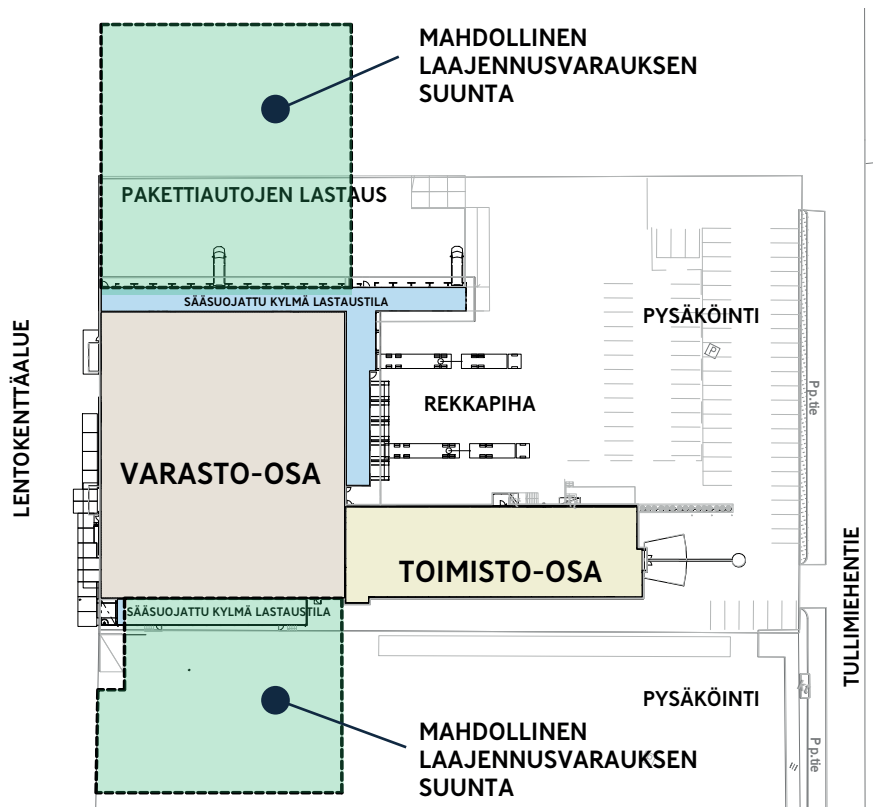 MAHDOLLINEN
LAAJENNUSVARAUKSEN
SUUNTA
PAKETTIAUTOJEN LASTAUS
SÄÄSUOJATTU KYLMÄ LASTAUSTILA
PYSÄKÖINTI
P
LENTOKENTTÄALUE
REKKAPIHA
Pp.tie
VARASTO-OSA
TOIMISTO-OSA
SÄÄSUOJATTU KYLMÄ LASTAUSTILA
TULLIMIEHENTIE
PYSÄKÖINTI
MAHDOLLINEN
LAAJENNUSVARAUKSEN
SUUNTA
Pp.tie